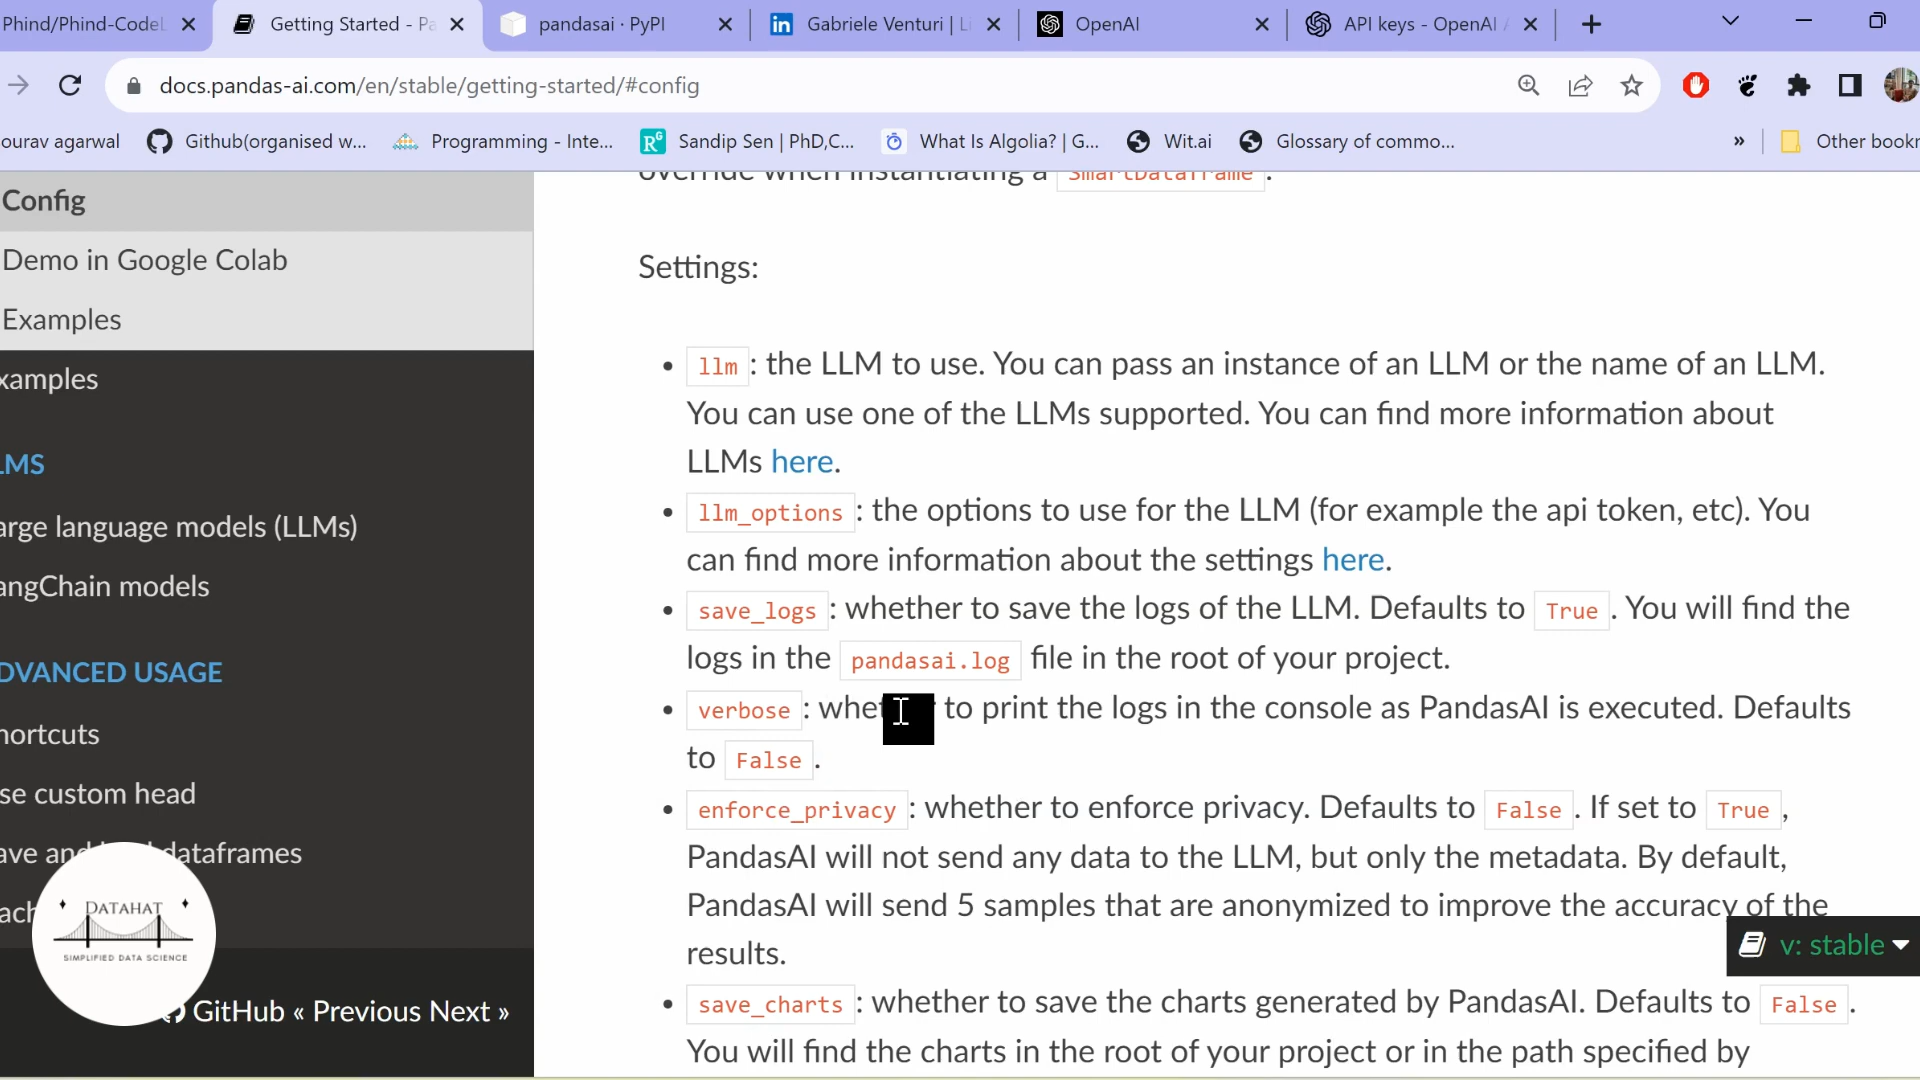 Phind/Phind-CodeL
Getting Started - Pa
pandasai · PyPI
Gabriele Venturi | Li
OpenAI
API keys - OpenAI A
docs.pandas-ai.com/en/stable/getting-started/#config
ourav agarwal
Github(organised w...
Programming - Inte...
Sandip Sen | PhD,C...
What Is Algolia? | G...
Wit.ai
Glossary of commo...
»
Other bookr
override when instantiating a SmartDataframe.
Config
Demo in Google Colab
Examples
xamples
LMS
arge language models (LLMs)
angChain models
DVANCED USAGE
hortcuts
se custom head
ave and dataframes
ach
DATAHAT
SIMPLIFIED DATA SCIENCE
GitHub « Previous Next »
Settings:
• llm : the LLM to use. You can pass an instance of an LLM or the name of an LLM.
You can use one of the LLMs supported. You can find more information about
LLMs here.
• llm_options : the options to use for the LLM (for example the api token, etc). You
can find more information about the settings here.
• save_logs : whether to save the logs of the LLM. Defaults to True . You will find the
logs in the pandasai.log file in the root of your project.
• verbose : whether to print the logs in the console as PandasAI is executed. Defaults
to False .
• enforce_privacy : whether to enforce privacy. Defaults to False . If set to True ,
PandasAI will not send any data to the LLM, but only the metadata. By default,
PandasAI will send 5 samples that are anonymized to improve the accuracy of the
results.
• save_charts : whether to save the charts generated by PandasAI. Defaults to False .
You will find the charts in the root of your project or in the path specified by
v: stable